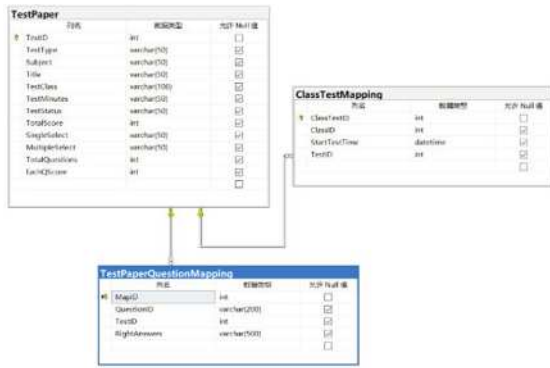 TestPaper
列名 数据类型 允许 Null 值
TestID int
TestType varchar(50)
Subject varchar(50)
Title varchar(50)
TestClass varchar(100)
TestMinutes varchar(50)
TestStatus varchar(50)
TotalScore int
SingleSelect varchar(50)
MultipleSelect varchar(50)
TotalQuestions int
EachQScore int
ClassTestMapping
列名 数据类型 允许 Null 值
ClassTestID int
ClassID int
StartTestTime datetime
TestID int
TestPaperQuestionMapping
列名 数据类型 允许 Null 值
MapID int
QuestionID varchar(200)
TestID int
RightAnswers varchar(500)